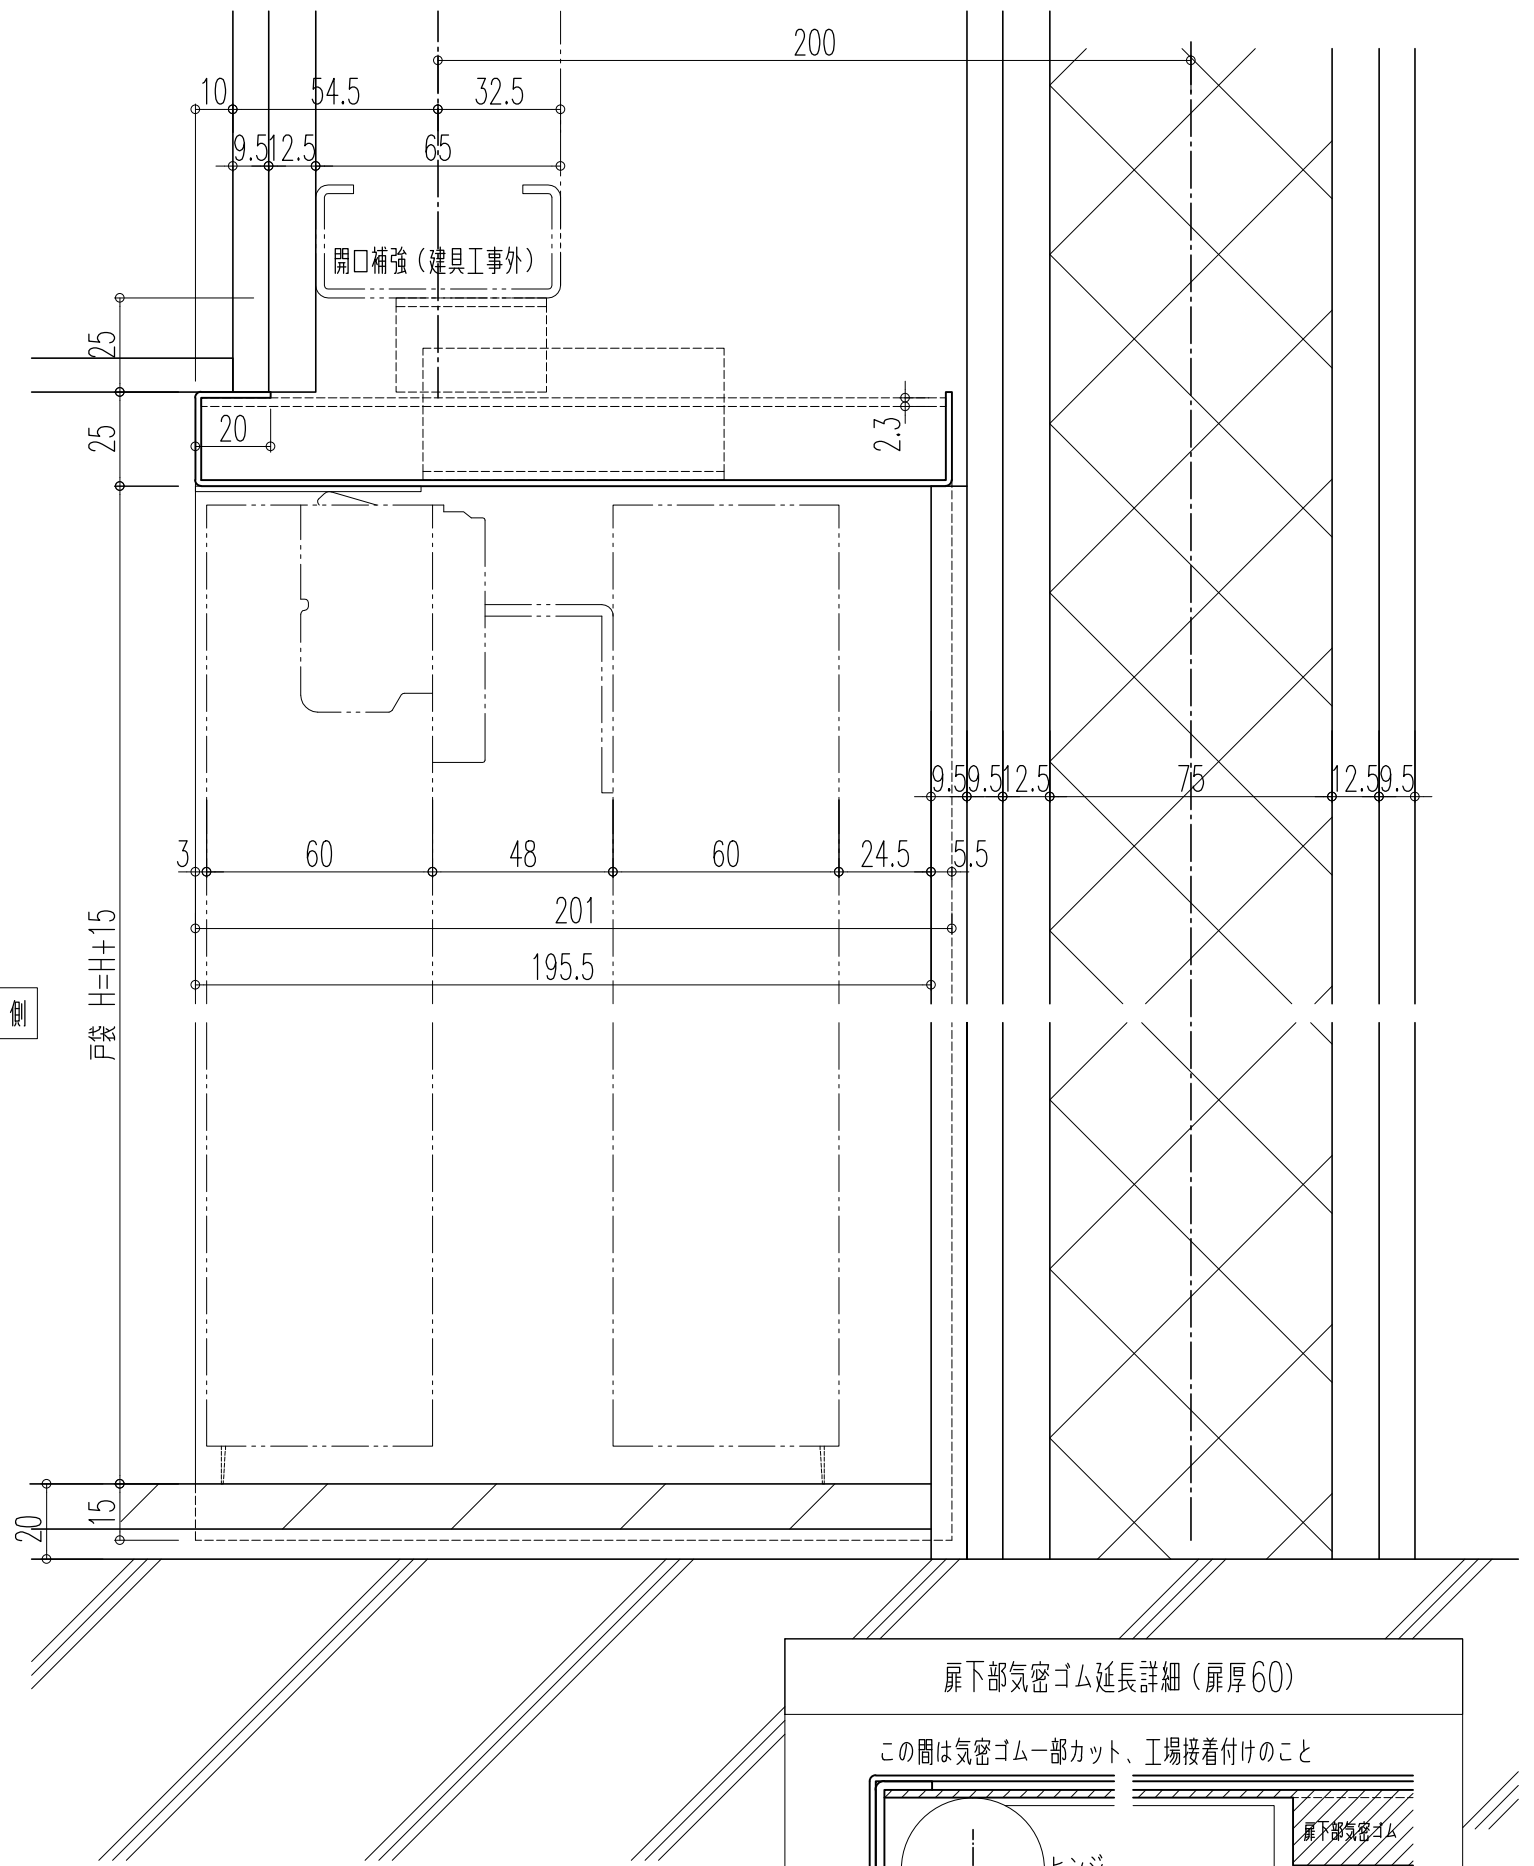 200
10 54.5 32.5
9.5 12.5 65
開口補強（建具工事外）
25
25
20
2.3
9.5 9.5 12.5 75 12.5 9.5
3 60 48 60 24.5 5.5
201
195.5
戸袋 H=H+15
側
15
20
扉下部気密ゴム延長詳細（扉厚60）
この間は気密ゴム一部カット、工場接着付けのこと
扉下部気密ゴム
ヒンジ